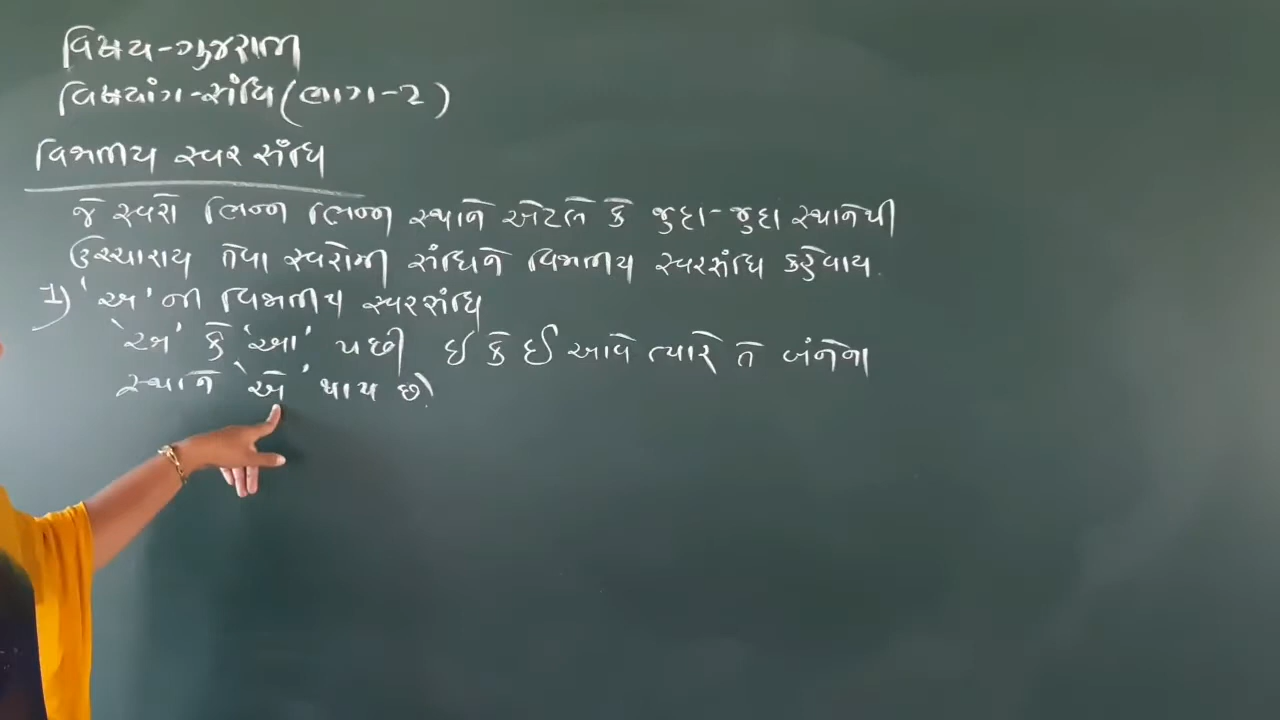 વિષય-ગુજરાતી
વિષયાંગ-સંધિ(ભાગ-૨)
વિજાતીય સ્વર સંધિ
જે સ્વરો ભિન્ન ભિન્ન સ્થાને એટલે કે જુદા-જુદા સ્થાનેથી
ઉચ્ચારાય તેવા સ્વરોની સંધિને વિજાતીય સ્વરસંધિ કહેવાય.
1) 'અ' ની વિજાતીય સ્વરસંધિ
'અ' કે 'આ' પછી ઇ કે ઈ આવે ત્યારે તે બંનેના
સ્થાને 'એ' થાય છે.